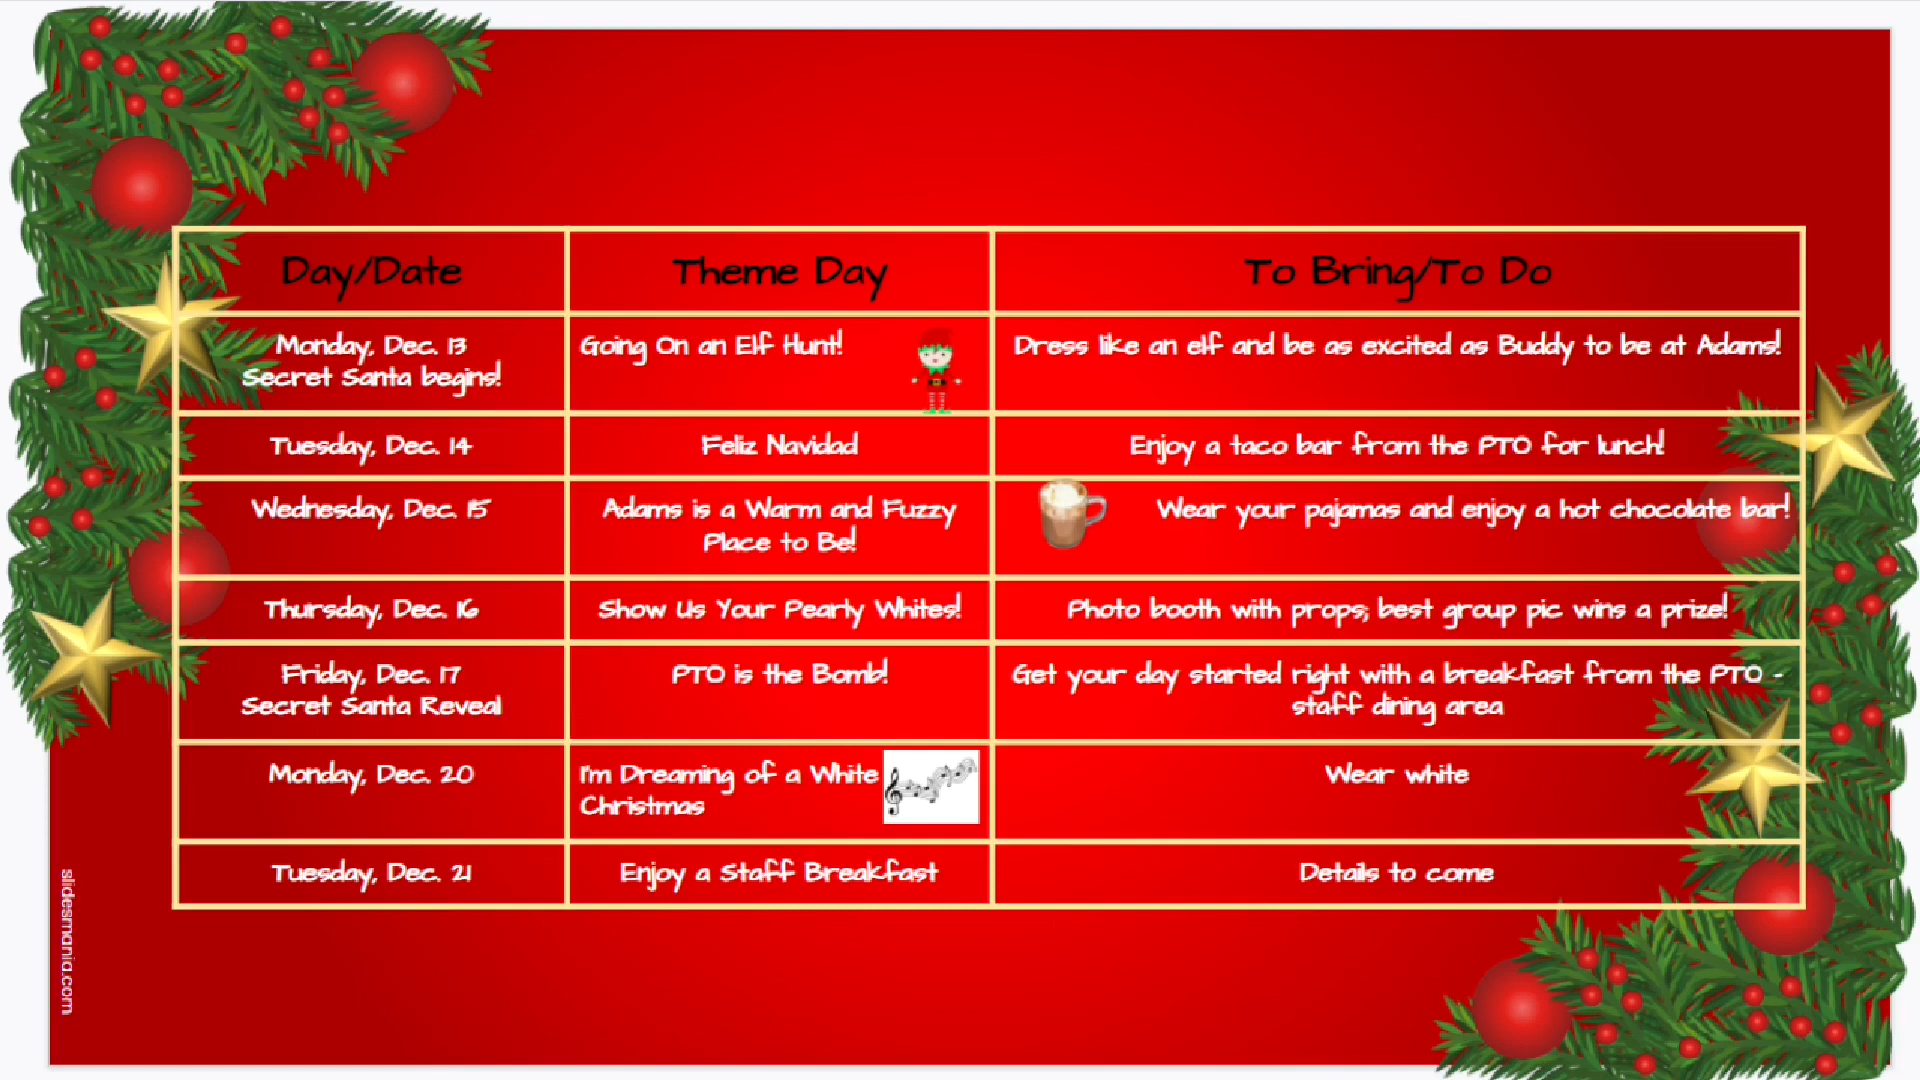 Day/Date
Theme Day
To Bring/To Do
Monday, Dec. 13
Secret Santa begins!
Going On an Elf Hunt!
Dress like an elf and be as excited as Buddy to be at Adams!
Tuesday, Dec. 14
Feliz Navidad
Enjoy a taco bar from the PTO for lunch!
Wednesday, Dec. 15
Adams is a Warm and Fuzzy
Place to Be!
Wear your pajamas and enjoy a hot chocolate bar!
Thursday, Dec. 16
Show Us Your Pearly Whites!
Photo booth with props; best group pic wins a prize!
Friday, Dec. 17
Secret Santa Reveal
PTO is the Bomb!
Get your day started right with a breakfast from the PTO -
staff dining area
Monday, Dec. 20
I'm Dreaming of a White
Christmas
Wear white
Tuesday, Dec. 21
Enjoy a Staff Breakfast
Details to come
slidesmania.com